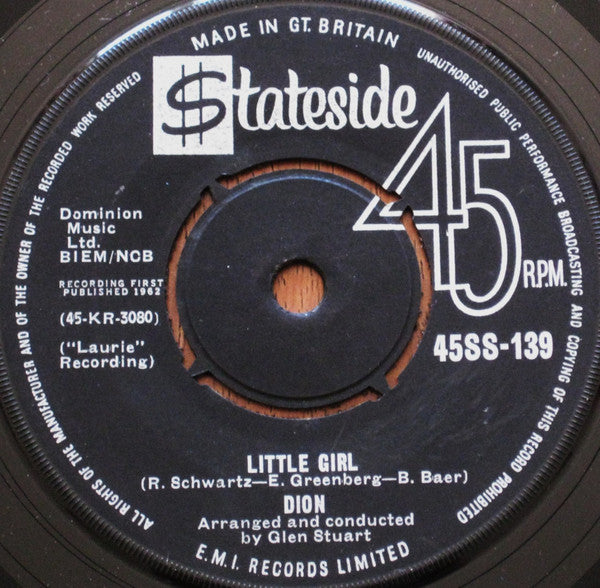 MADE IN GT. BRITAIN
UNAUTHORISED PUBLIC PERFORMANCE BROADCASTING AND COPYING OF THIS RECORD PROHIBITED
ALL RIGHTS OF THE MANUFACTURER AND OF THE OWNER OF THE RECORDED WORK RESERVED
$tateside
45
R.P.M.
Dominion
Music
Ltd.
BIEM/NCB
RECORDING FIRST
PUBLISHED 1962
(45-KR-3080)
("Laurie"
Recording)
45SS-139
LITTLE GIRL
(R. Schwartz—E. Greenberg—B. Baer)
DION
Arranged and conducted
by Glen Stuart
E.M.I. RECORDS LIMITED